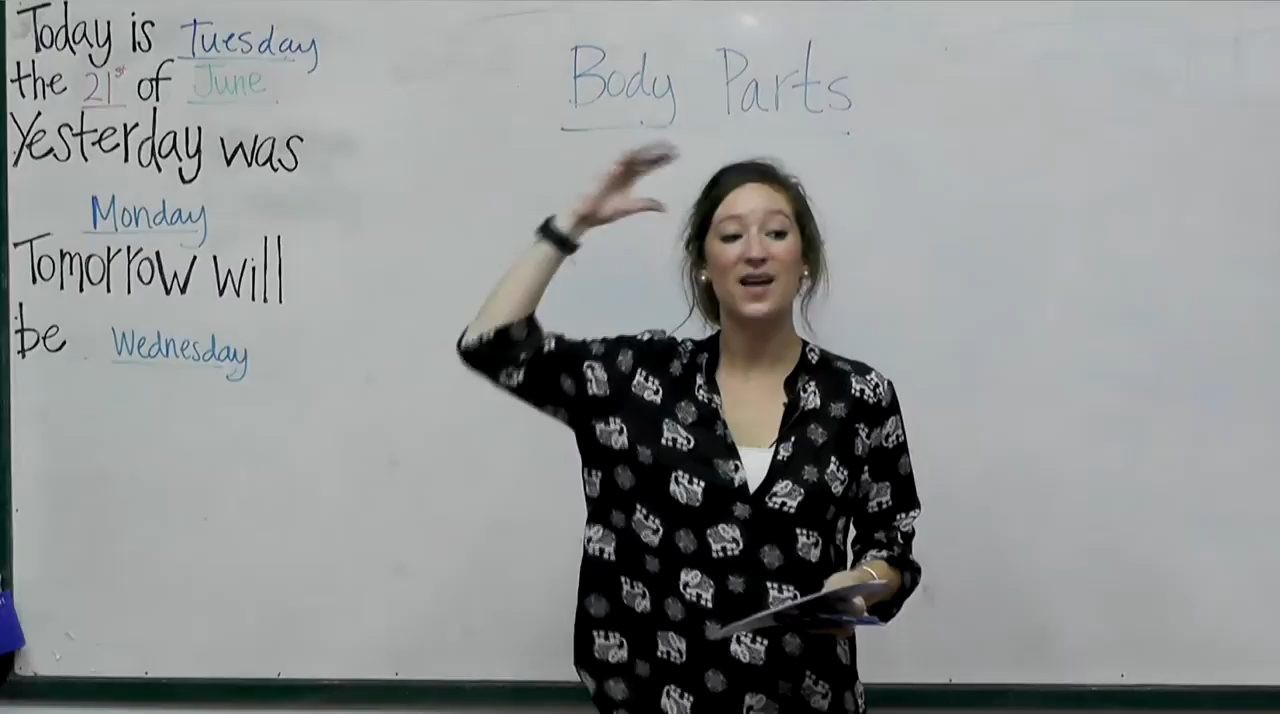 Today is Tuesday
the 21st of June
Yesterday was
Monday
Tomorrow will
be Wednesday
Body Parts